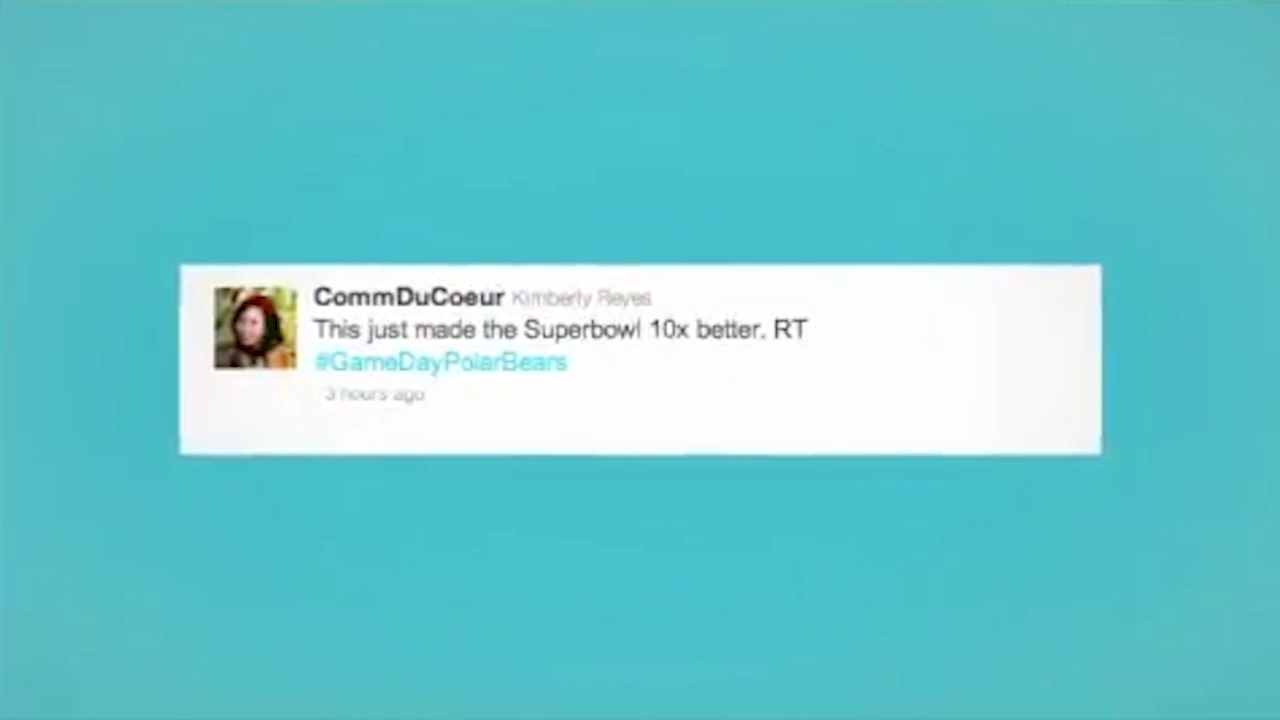 CommDuCoeur Kimberly Reyes
This just made the Superbowl 10x better. RT
#GameDayPolarBears
3 hours ago